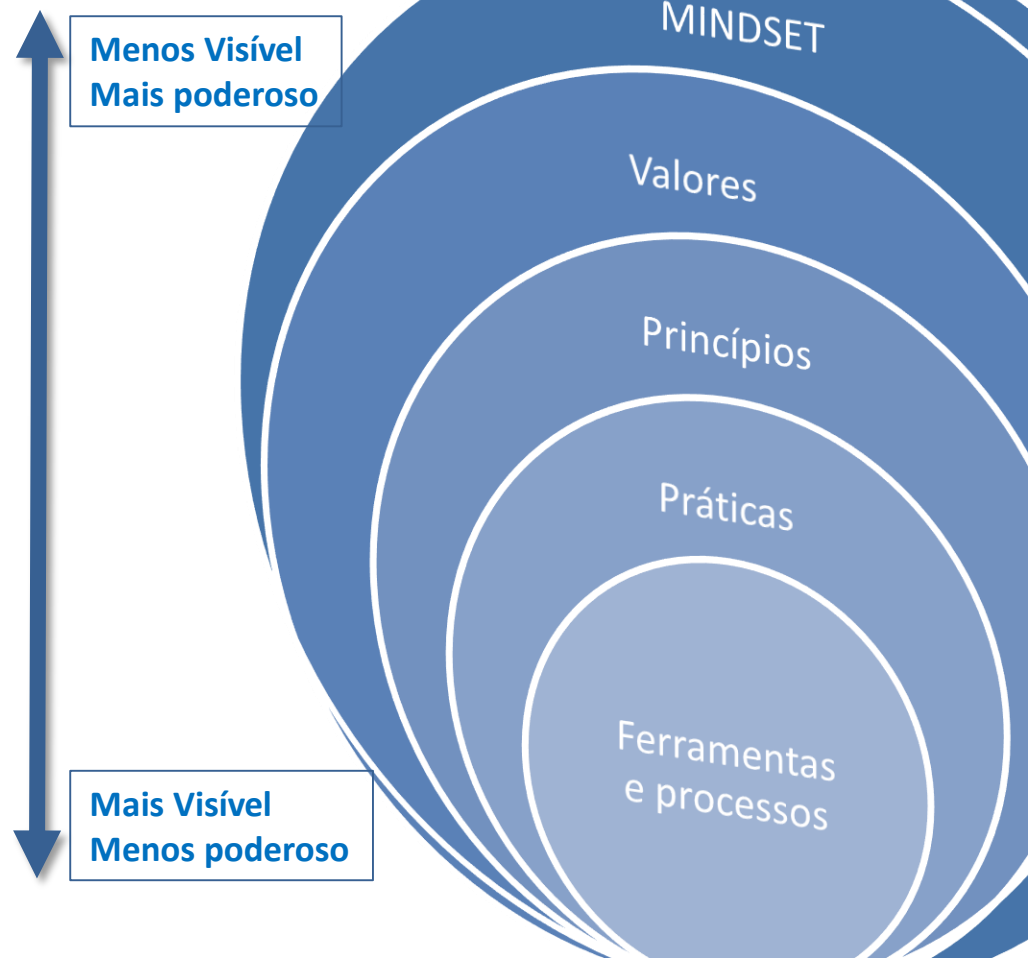 Menos Visível
Mais poderoso
MINDSET
Valores
Princípios
Práticas
Ferramentas
e processos
Mais Visível
Menos poderoso